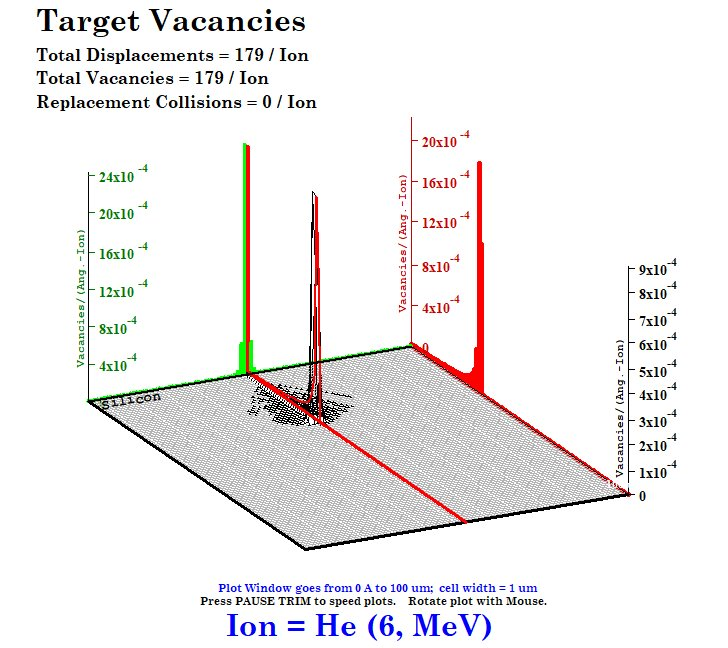 Target Vacancies
Total Displacements = 179 / Ion
Total Vacancies = 179 / Ion
Replacement Collisions = 0 / Ion
24x10 -4
20x10 -4
16x10 -4
12x10 -4
8x10 -4
4x10 -4
Vacancies/(Ang.-Ion)
20x10 -4
16x10 -4
12x10 -4
8x10 -4
4x10 -4
0
Vacancies/(Ang.-Ion)
9x10 -4
8x10 -4
7x10 -4
6x10 -4
5x10 -4
4x10 -4
3x10 -4
2x10 -4
1x10 -4
0
Vacancies/(Ang.-Ion)
Silicon
Plot Window goes from 0 A to 100 um; cell width = 1 um
Press PAUSE TRIM to speed plots. Rotate plot with Mouse.
Ion = He (6, MeV)